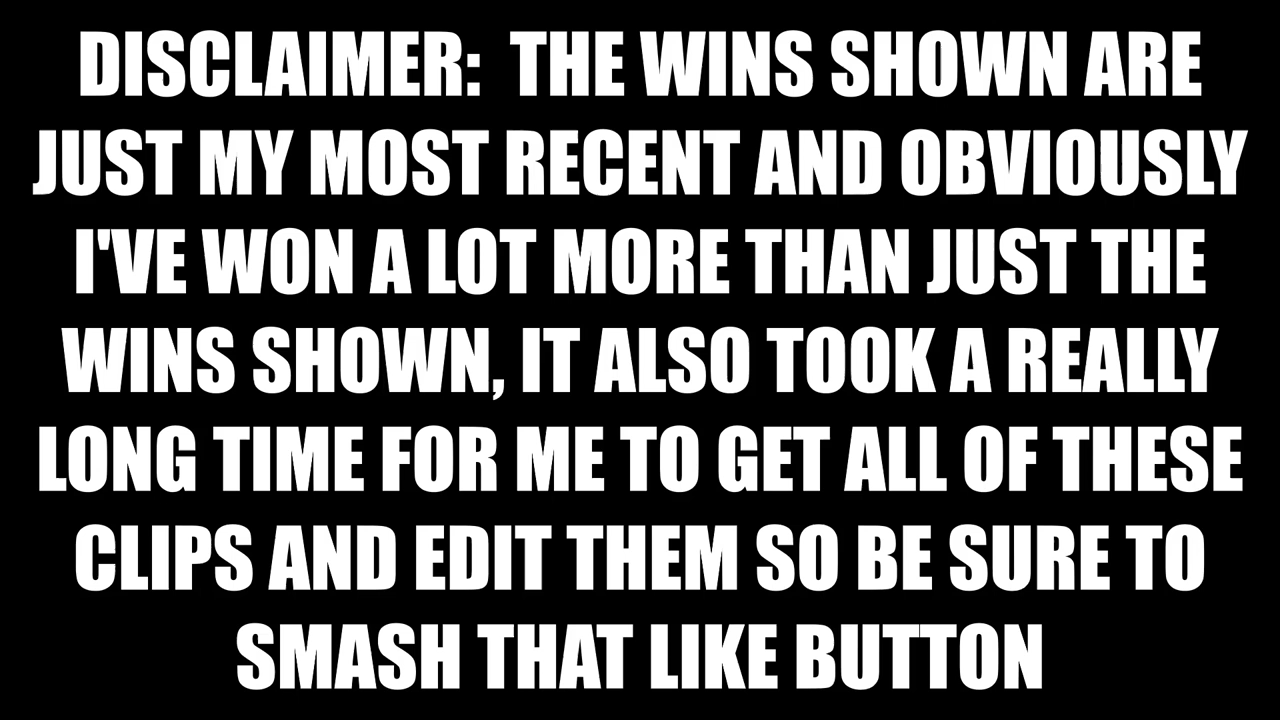 DISCLAIMER:  THE WINS SHOWN ARE
JUST MY MOST RECENT AND OBVIOUSLY
I'VE WON A LOT MORE THAN JUST THE
WINS SHOWN, IT ALSO TOOK A REALLY
LONG TIME FOR ME TO GET ALL OF THESE
CLIPS AND EDIT THEM SO BE SURE TO
SMASH THAT LIKE BUTTON